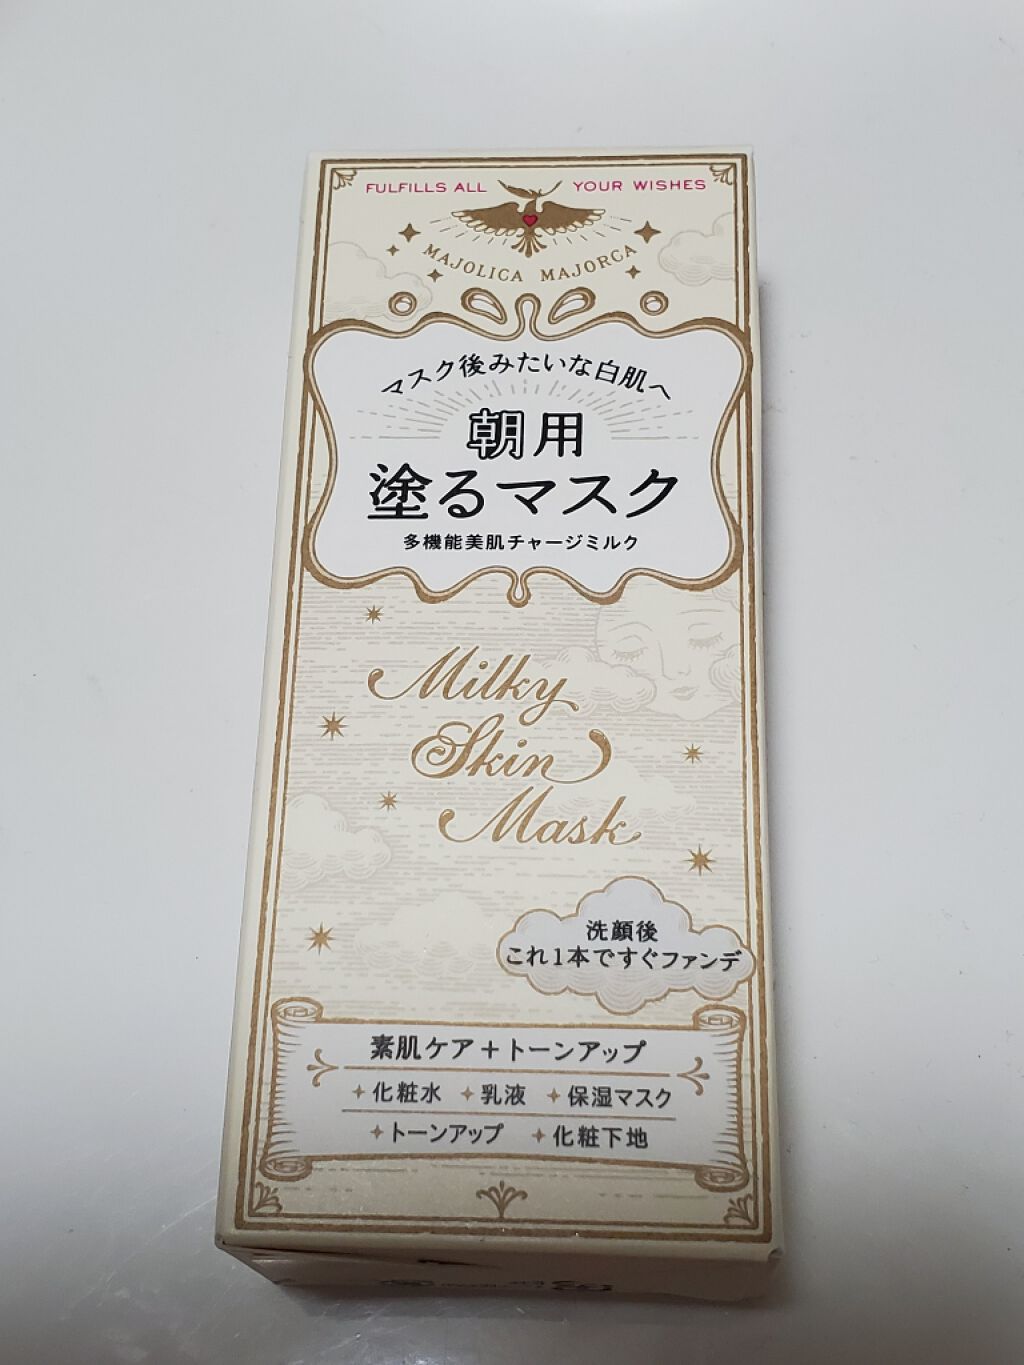 FULFILLS ALL YOUR WISHES
MAJOLICA MAJORCA
マスク後みたいな白肌へ
朝用
塗るマスク
多機能美肌チャージミルク
Milky
Skin
Mask
洗顔後
これ1本ですぐファンデ
素肌ケア+トーンアップ
化粧水 乳液 保湿マスク
トーンアップ 化粧下地